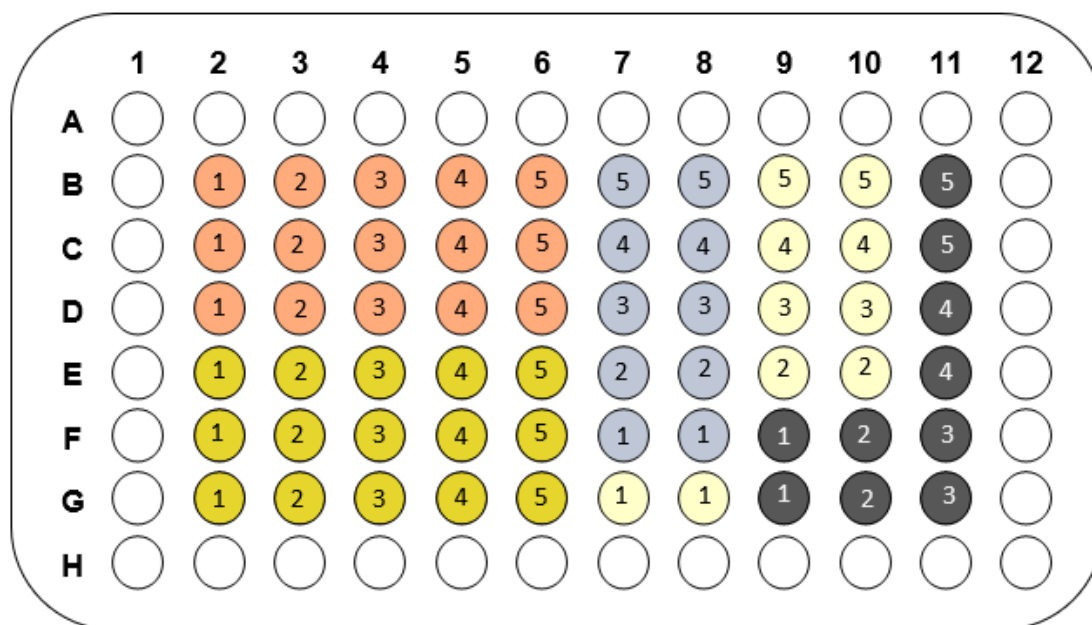 1 2 3 4 5 6 7 8 9 10 11 12
A
B 1 2 3 4 5 5 5 5 5 5
C 1 2 3 4 5 4 4 4 4 5
D 1 2 3 4 5 3 3 3 3 4
E 1 2 3 4 5 2 2 2 2 4
F 1 2 3 4 5 1 1 1 2 3
G 1 2 3 4 5 1 1 1 2 3
H